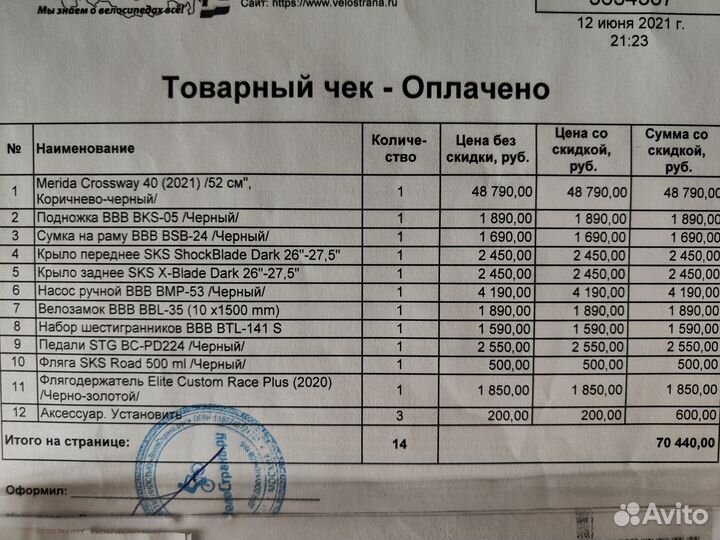 Мы знаем о велосипедах всё!
Сайт: https://www.velostrana.ru
12 июня 2021 г.
21:23
Товарный чек - Оплачено
№ Наименование Количе-ство Цена без скидки, руб. Цена со скидкой, руб. Сумма со скидкой, руб.
1 Merida Crossway 40 (2021) /52 см", Коричнево-черный/ 1 48 790,00 48 790,00 48 790,00
2 Подножка BBB BKS-05 /Черный/ 1 1 890,00 1 890,00 1 890,00
3 Сумка на раму BBB BSB-24 /Черный/ 1 1 690,00 1 690,00 1 690,00
4 Крыло переднее SKS ShockBlade Dark 26"-27,5" 1 2 450,00 2 450,00 2 450,00
5 Крыло заднее SKS X-Blade Dark 26"-27,5" 1 2 450,00 2 450,00 2 450,00
6 Насос ручной BBB BMP-53 /Черный/ 1 4 190,00 4 190,00 4 190,00
7 Велозамок BBB BBL-35 (10 x1500 mm) 1 1 890,00 1 890,00 1 890,00
8 Набор шестигранников BBB BTL-141 S 1 1 590,00 1 590,00 1 590,00
9 Педали STG BC-PD224 /Черный/ 1 2 550,00 2 550,00 2 550,00
10 Фляга SKS Road 500 ml /Черный/ 1 500,00 500,00 500,00
11 Флягодержатель Elite Custom Race Plus (2020) /Черно-золотой/ 1 1 850,00 1 850,00 1 850,00
12 Аксессуар. Установить 3 200,00 200,00 600,00
Итого на странице: 14 70 440,00
ВелоСтрана.ру
Оформил:
Avito